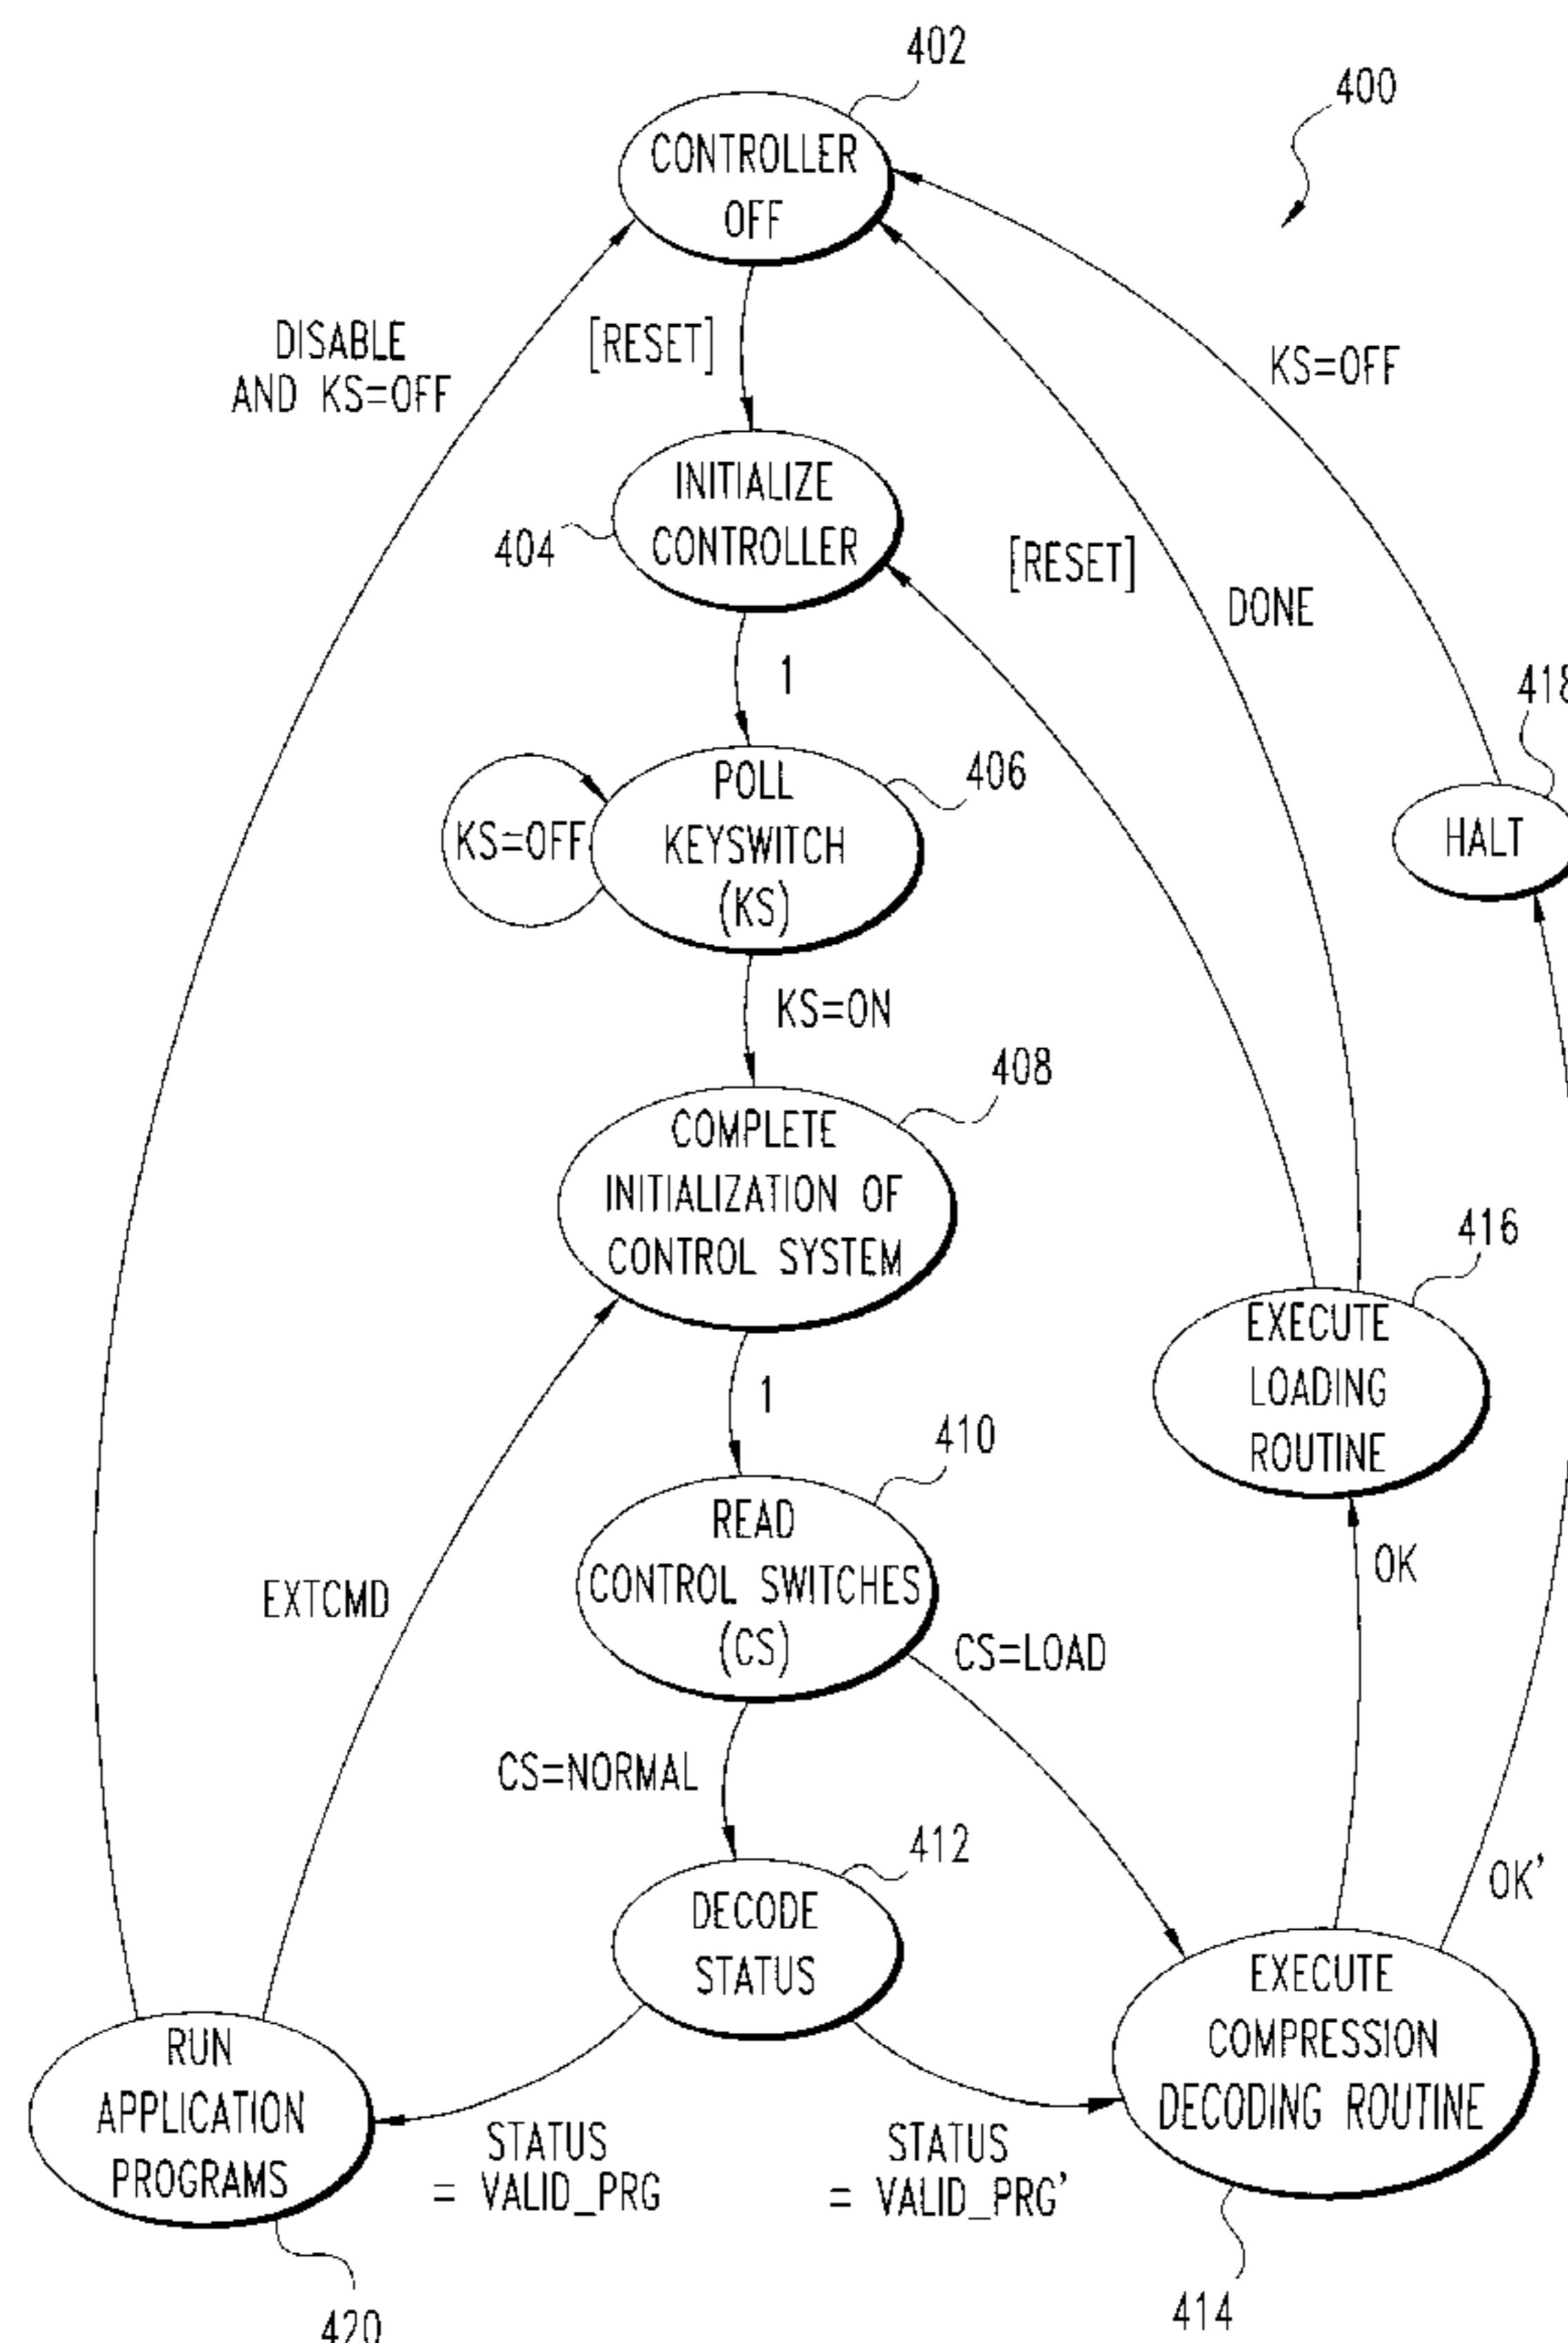 402
400
CONTROLLER
OFF
DISABLE
AND KS=OFF
[RESET]
KS=OFF
INITIALIZE
CONTROLLER
404
[RESET]
DONE
1
418
POLL
KEYSWITCH
(KS)
406
KS=OFF
HALT
KS=ON
408
COMPLETE
INITIALIZATION OF
CONTROL SYSTEM
416
EXECUTE
LOADING
ROUTINE
1
410
READ
CONTROL SWITCHES
(CS)
OK
EXTCMD
CS=LOAD
CS=NORMAL
412
DECODE
STATUS
OK'
EXECUTE
COMPRESSION
DECODING ROUTINE
RUN
APPLICATION
PROGRAMS
STATUS
= VALID_PRG
STATUS
= VALID_PRG'
414
420